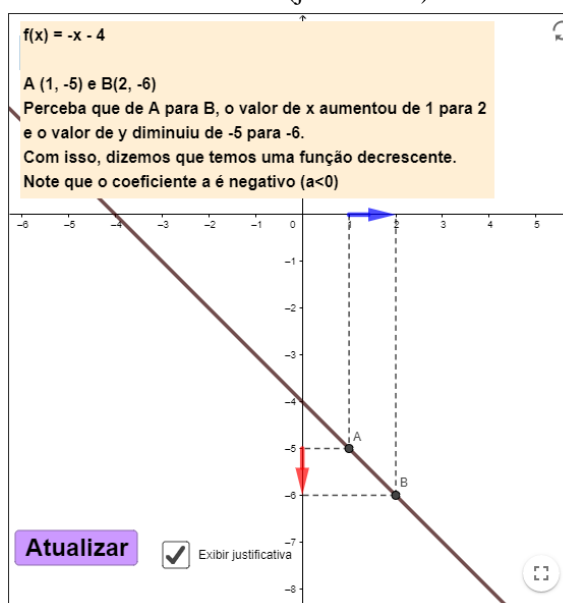 f(x) = -x - 4
A (1, -5) e B(2, -6)
Perceba que de A para B, o valor de x aumentou de 1 para 2
e o valor de y diminuiu de -5 para -6.
Com isso, dizemos que temos uma função decrescente.
Note que o coeficiente a é negativo (a<0)
–6 –5 –4 –3 –2 –1 0 1 2 3 4 5
–1
–2
–3
–4
A
–5
B
–6
–7
Atualizar
Exibir justificativa
–8